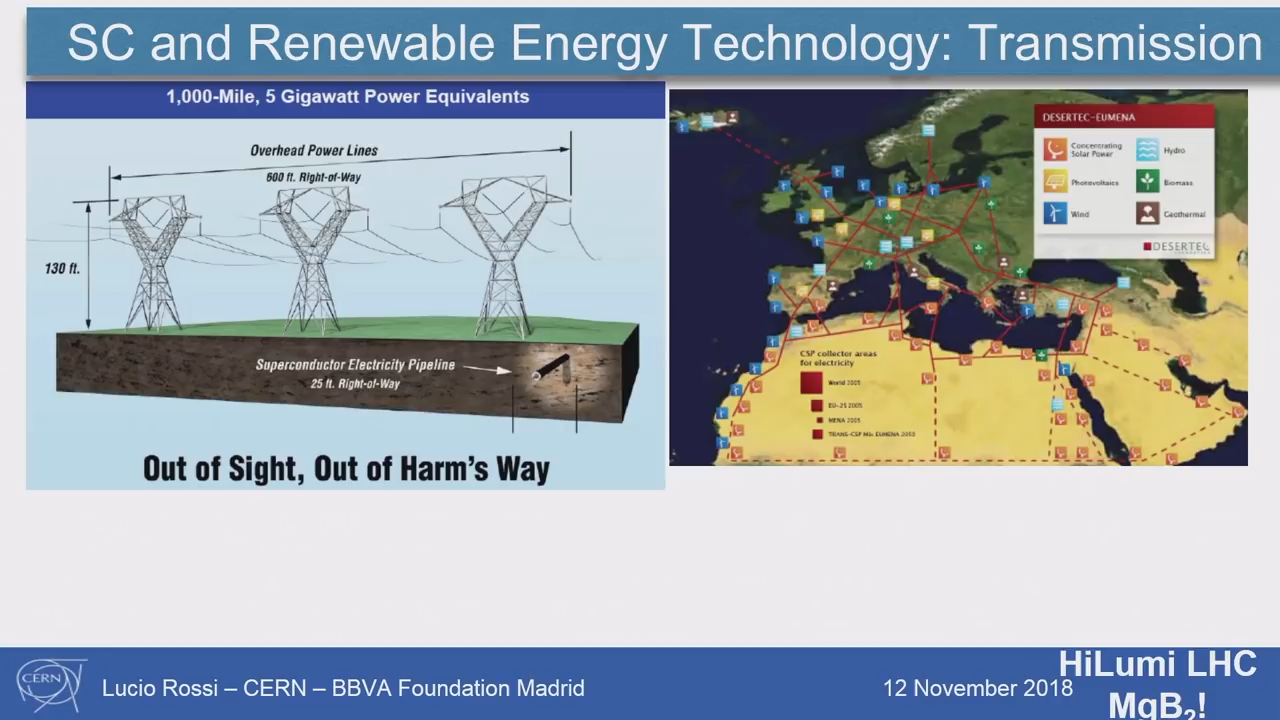 SC and Renewable Energy Technology: Transmission
1,000-Mile, 5 Gigawatt Power Equivalents
Overhead Power Lines
600 ft. Right-of-Way
130 ft.
Superconductor Electricity Pipeline
25 ft. Right-of-Way
Out of Sight, Out of Harm's Way
DESERTEC-EUMENA
Concentrating
Solar Power
Hydro
Photovoltaics
Biomass
Wind
Geothermal
DESERTEC
FOUNDATION
CSP collector areas
for electricity
World 2005
EU-25 2005
MENA 2005
TRANS-CSP Mix EUMENA
CERN
Lucio Rossi – CERN – BBVA Foundation Madrid
12 November 2018
HiLumi LHC
MgB₂!